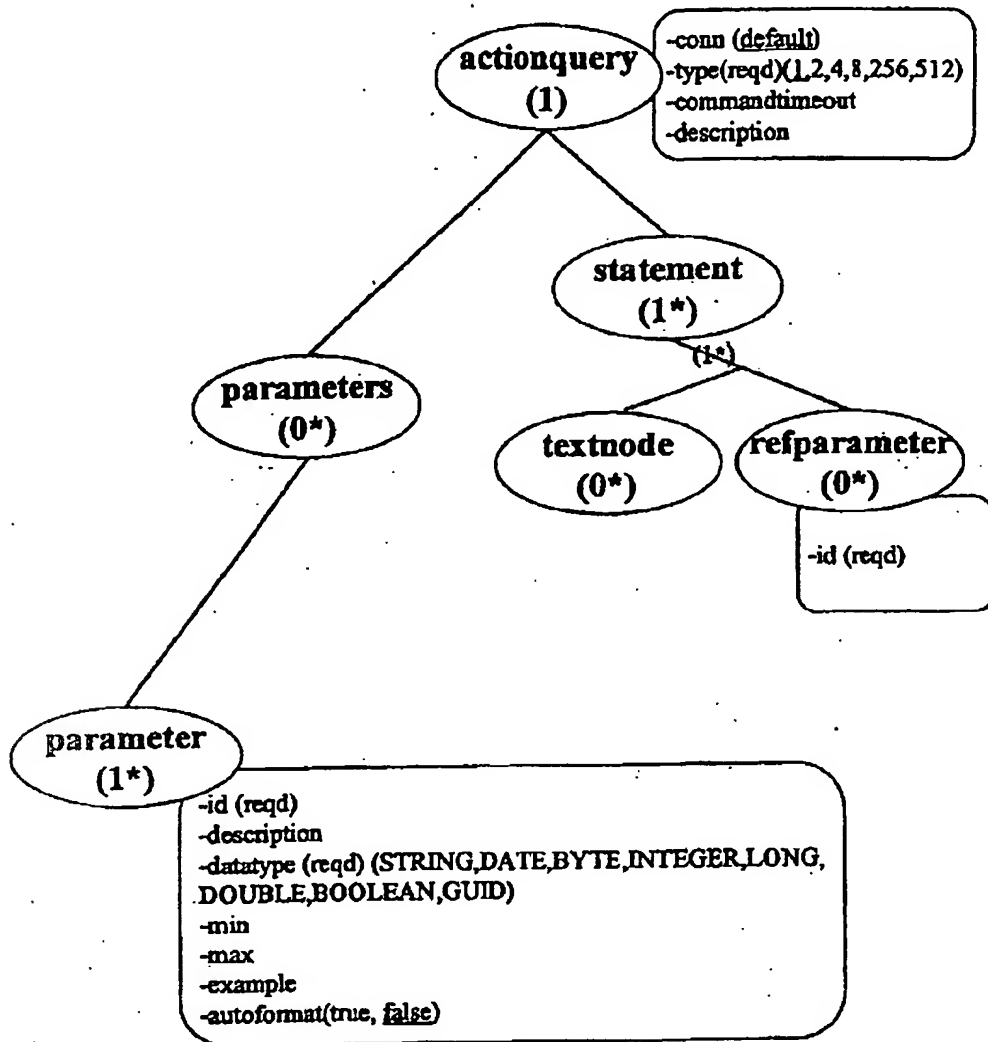 actionquery
(1)
-conn (default)
-type(reqd)(1,2,4,8,256,512)
-commandtimeout
-description
statement
(1*)
(1*)
parameters
(0*)
textnode
(0*)
refparameter
(0*)
-id (reqd)
parameter
(1*)
-id (reqd)
-description
-datatype (reqd) (STRING,DATE,BYTE,INTEGER,LONG,
DOUBLE,BOOLEAN,GUID)
-min
-max
-example
-autoformat(true, false)